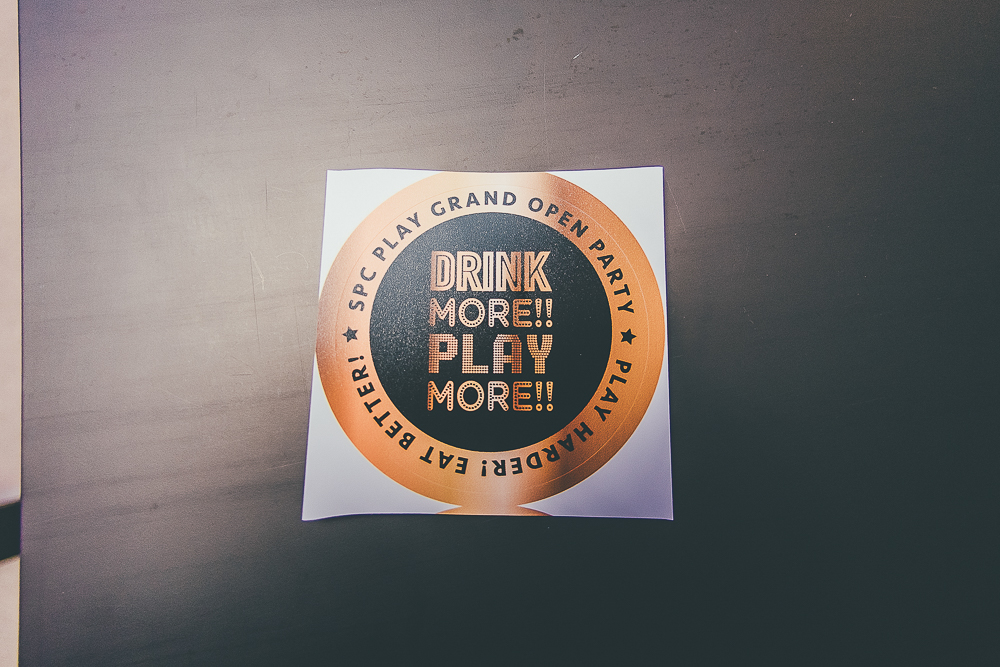 ★ SPC PLAY GRAND OPEN PARTY ★ PLAY HARDER! EAT BETTER!
DRINK
MORE!!
PLAY
MORE!!